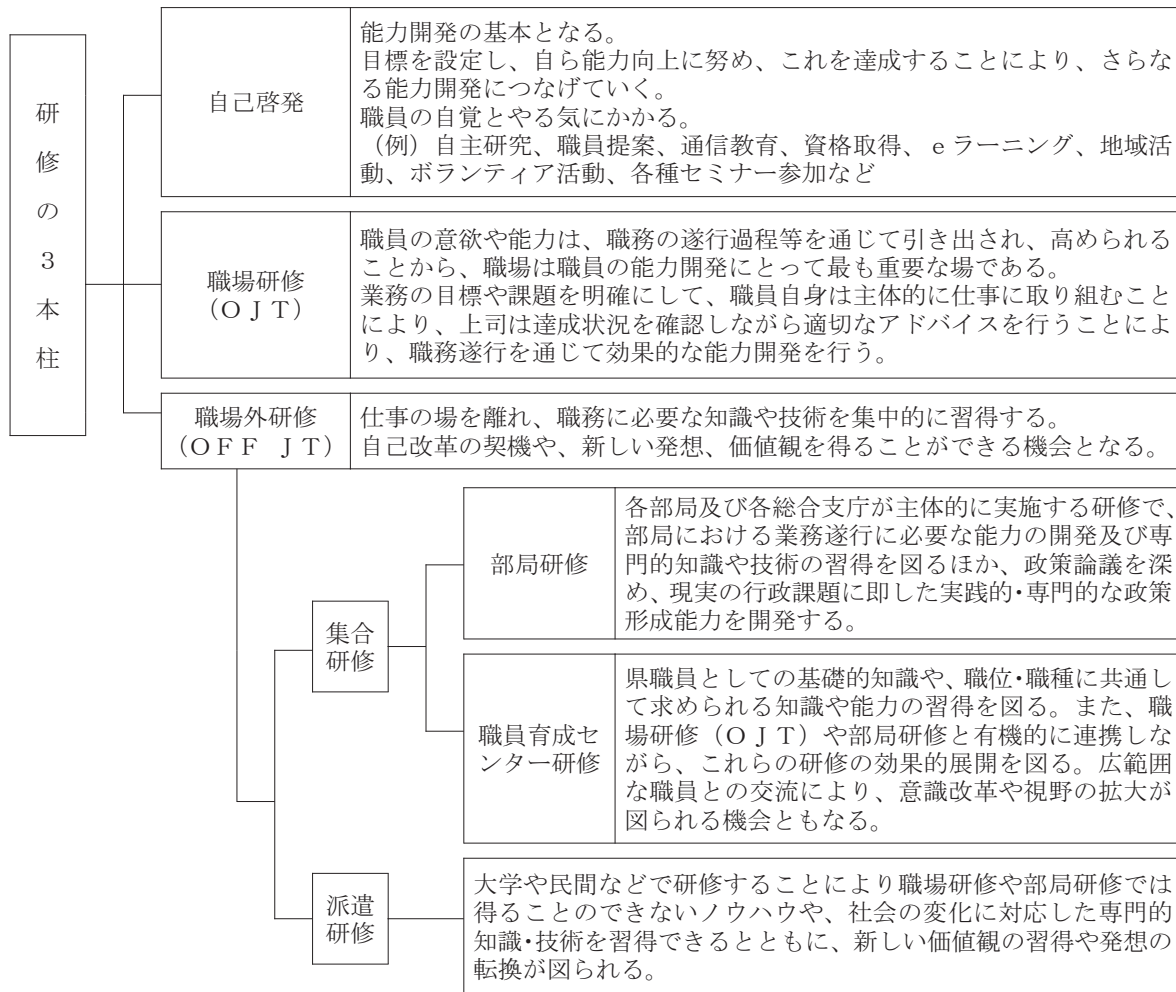 研修の3本柱
自己啓発
能力開発の基本となる。
目標を設定し、自ら能力向上に努め、これを達成することにより、さらな
る能力開発につなげていく。
職員の自覚とやる気にかかる。
（例）自主研究、職員提案、通信教育、資格取得、ｅラーニング、地域活
動、ボランティア活動、各種セミナー参加など
職場研修
（ＯＪＴ）
職員の意欲や能力は、職務の遂行過程等を通じて引き出され、高められる
ことから、職場は職員の能力開発にとって最も重要な場である。
業務の目標や課題を明確にして、職員自身は主体的に仕事に取り組むこと
により、上司は達成状況を確認しながら適切なアドバイスを行うことによ
り、職務遂行を通じて効果的な能力開発を行う。
職場外研修
（ＯＦＦ　ＪＴ）
仕事の場を離れ、職務に必要な知識や技術を集中的に習得する。
自己改革の契機や、新しい発想、価値観を得ることができる機会となる。
集合
研修
部局研修
各部局及び各総合支庁が主体的に実施する研修で、
部局における業務遂行に必要な能力の開発及び専
門的知識や技術の習得を図るほか、政策論議を深
め、現実の行政課題に即した実践的・専門的な政策
形成能力を開発する。
職員育成セ
ンター研修
県職員としての基礎的知識や、職位・職種に共通し
て求められる知識や能力の習得を図る。また、職
場研修（ＯＪＴ）や部局研修と有機的に連携しな
がら、これらの研修の効果的展開を図る。広範囲
な職員との交流により、意識改革や視野の拡大が
図られる機会ともなる。
派遣
研修
大学や民間などで研修することにより職場研修や部局研修では
得ることのできないノウハウや、社会の変化に対応した専門的
知識・技術を習得できるとともに、新しい価値観の習得や発想の
転換が図られる。